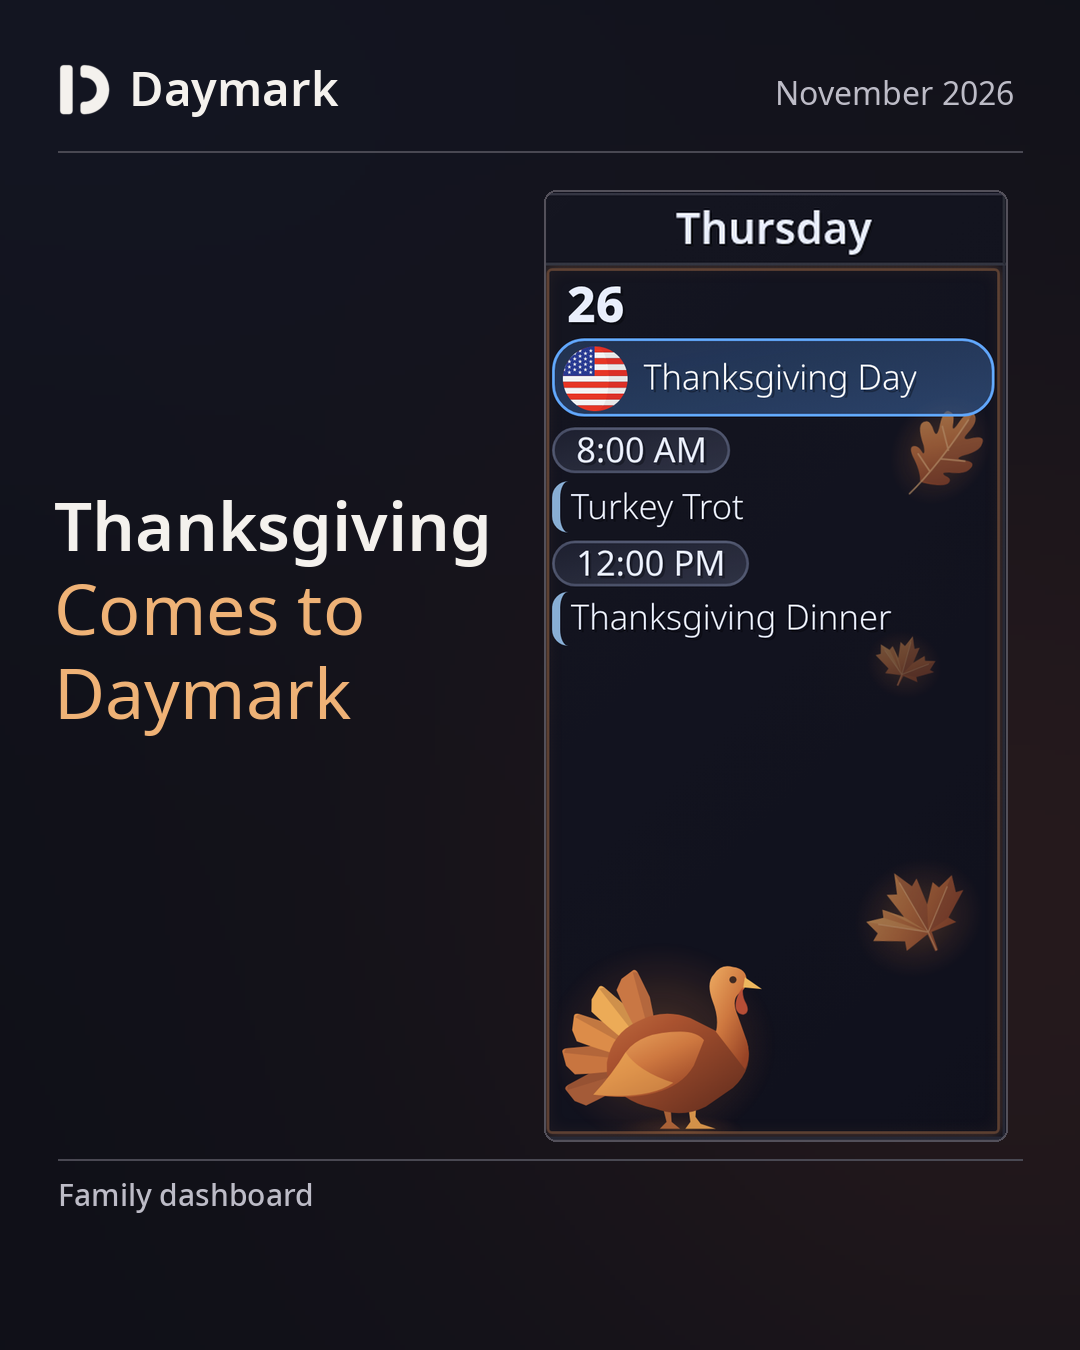 Daymark
November 2026
Thursday
26
Thanksgiving Day
8:00 AM
Turkey Trot
12:00 PM
Thanksgiving Dinner
Thanksgiving
Comes to
Daymark
Family dashboard